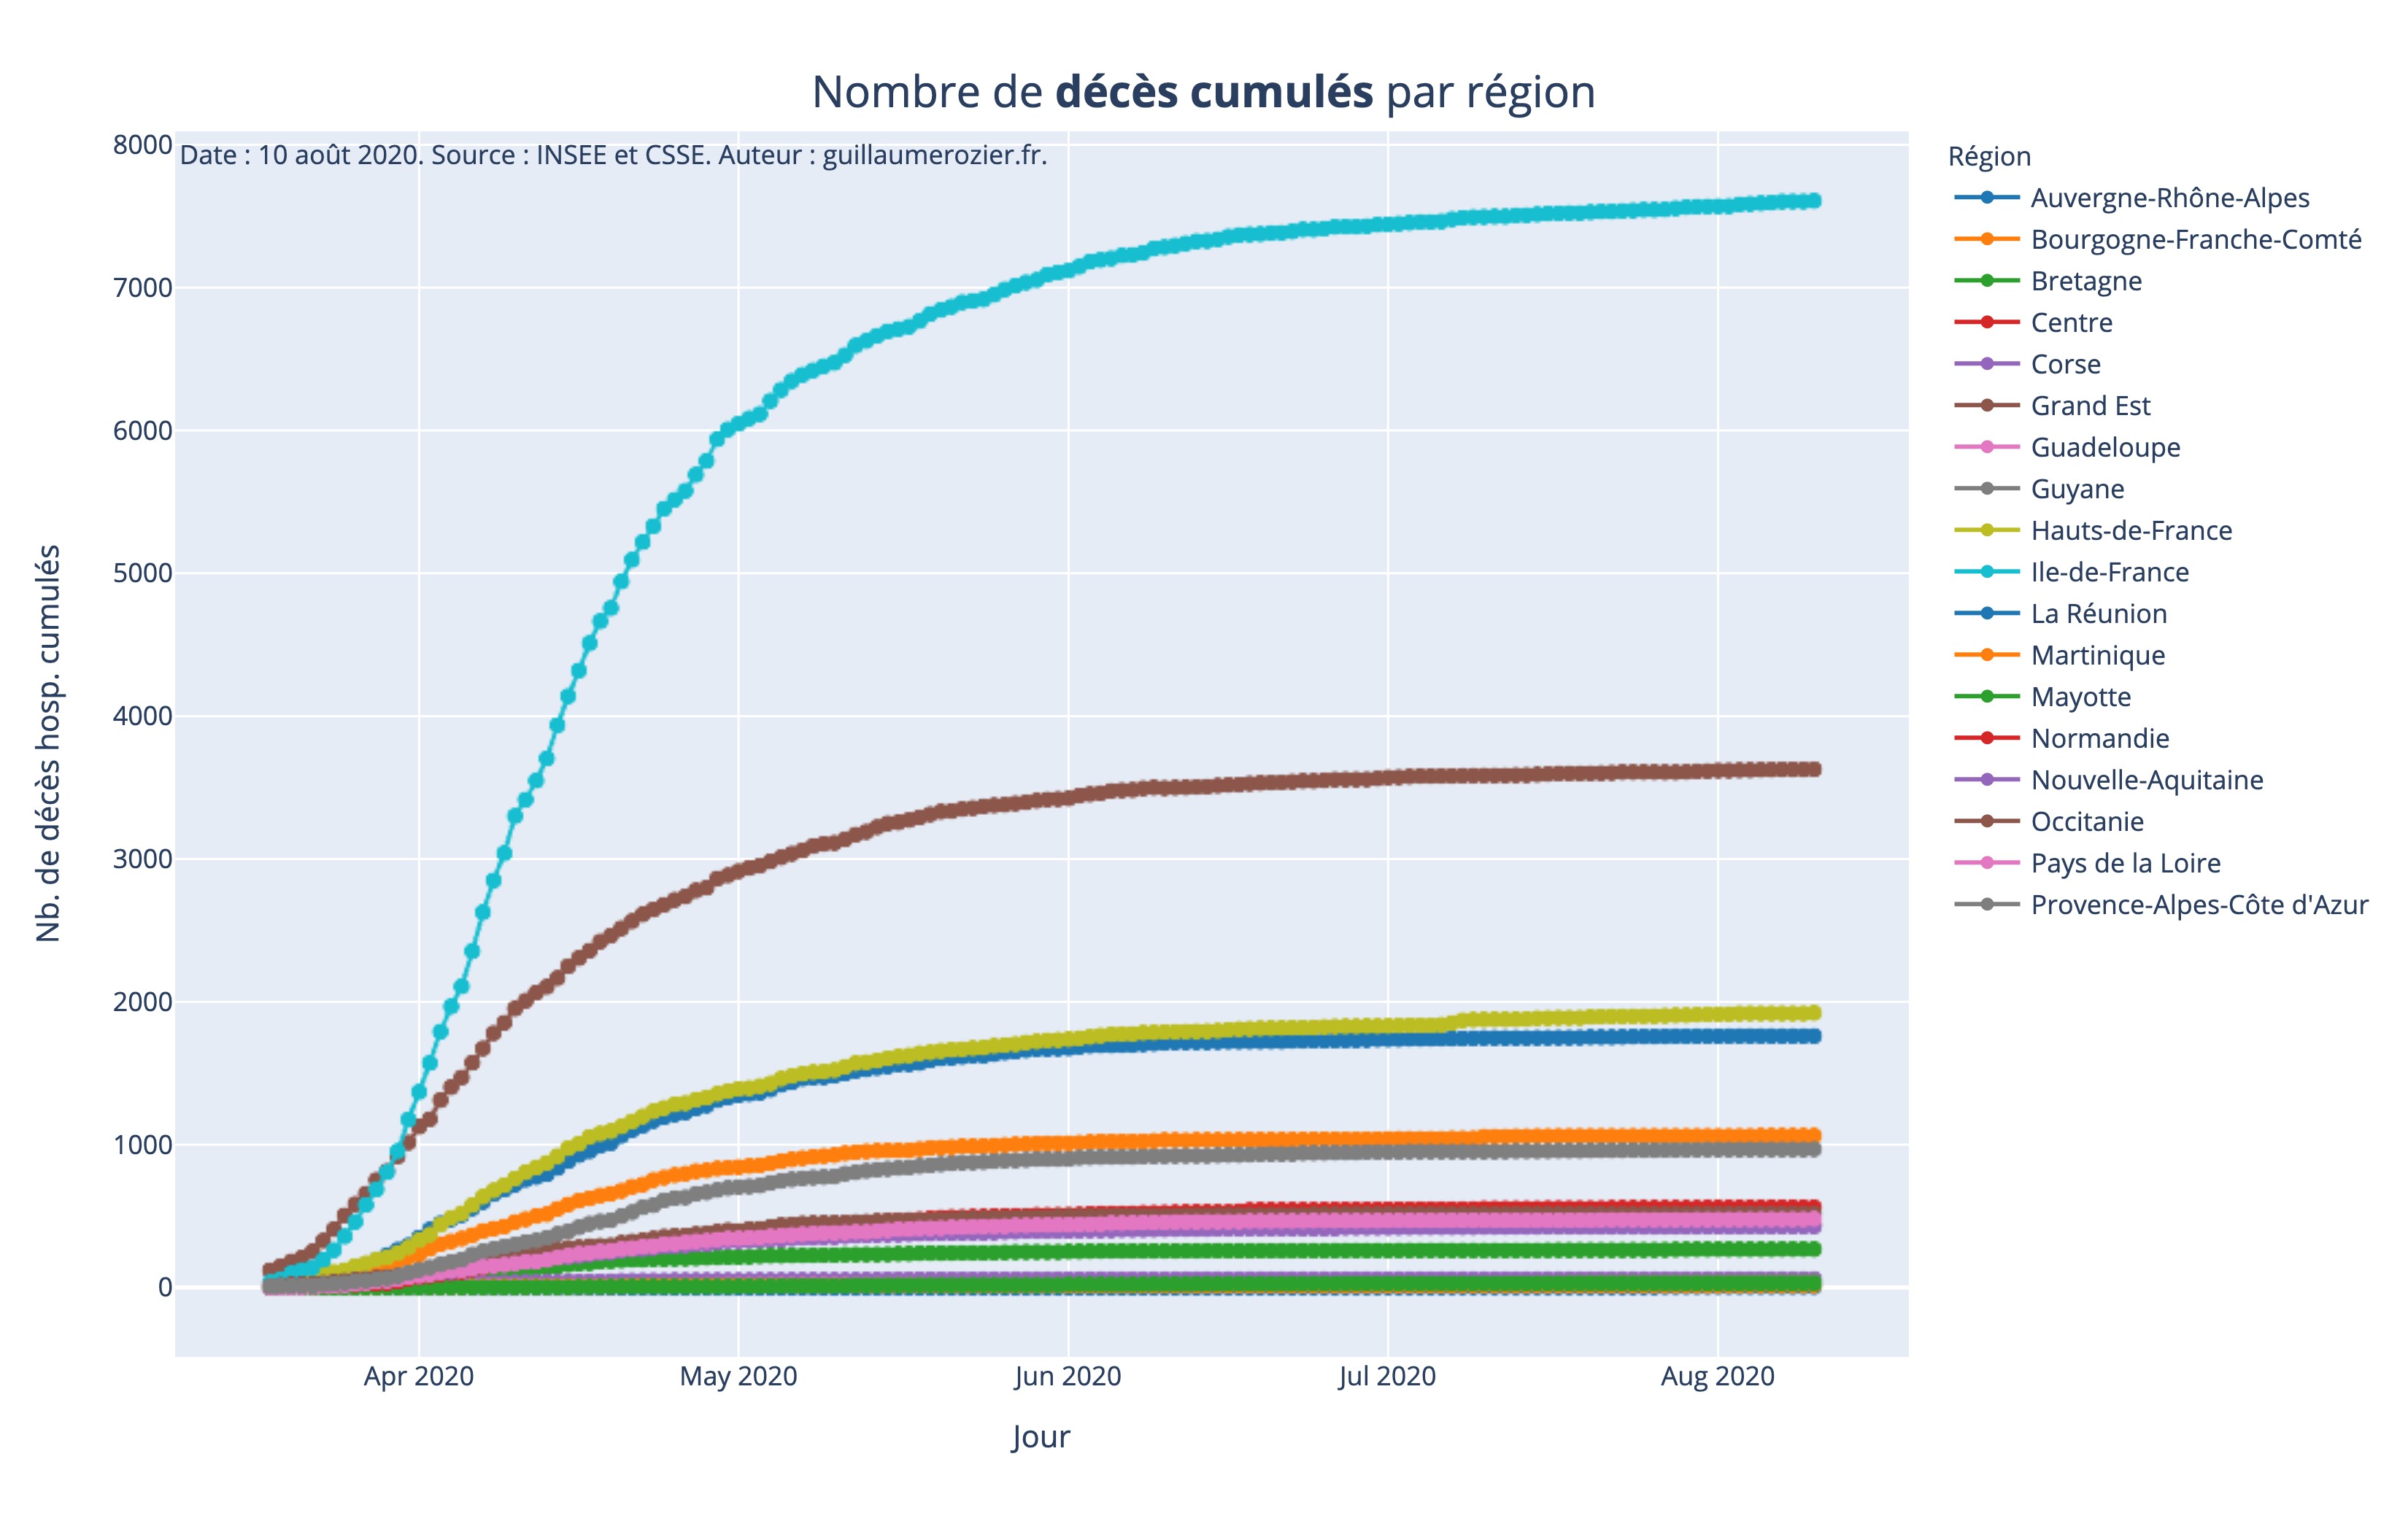 Nombre de décès cumulés par région
Date : 10 août 2020. Source : INSEE et CSSE. Auteur : guillaumerozier.fr.
8000
7000
6000
5000
4000
3000
2000
1000
0
Nb. de décès hosp. cumulés
Apr 2020
May 2020
Jun 2020
Jul 2020
Aug 2020
Jour
Région
Auvergne-Rhône-Alpes
Bourgogne-Franche-Comté
Bretagne
Centre
Corse
Grand Est
Guadeloupe
Guyane
Hauts-de-France
Ile-de-France
La Réunion
Martinique
Mayotte
Normandie
Nouvelle-Aquitaine
Occitanie
Pays de la Loire
Provence-Alpes-Côte d'Azur